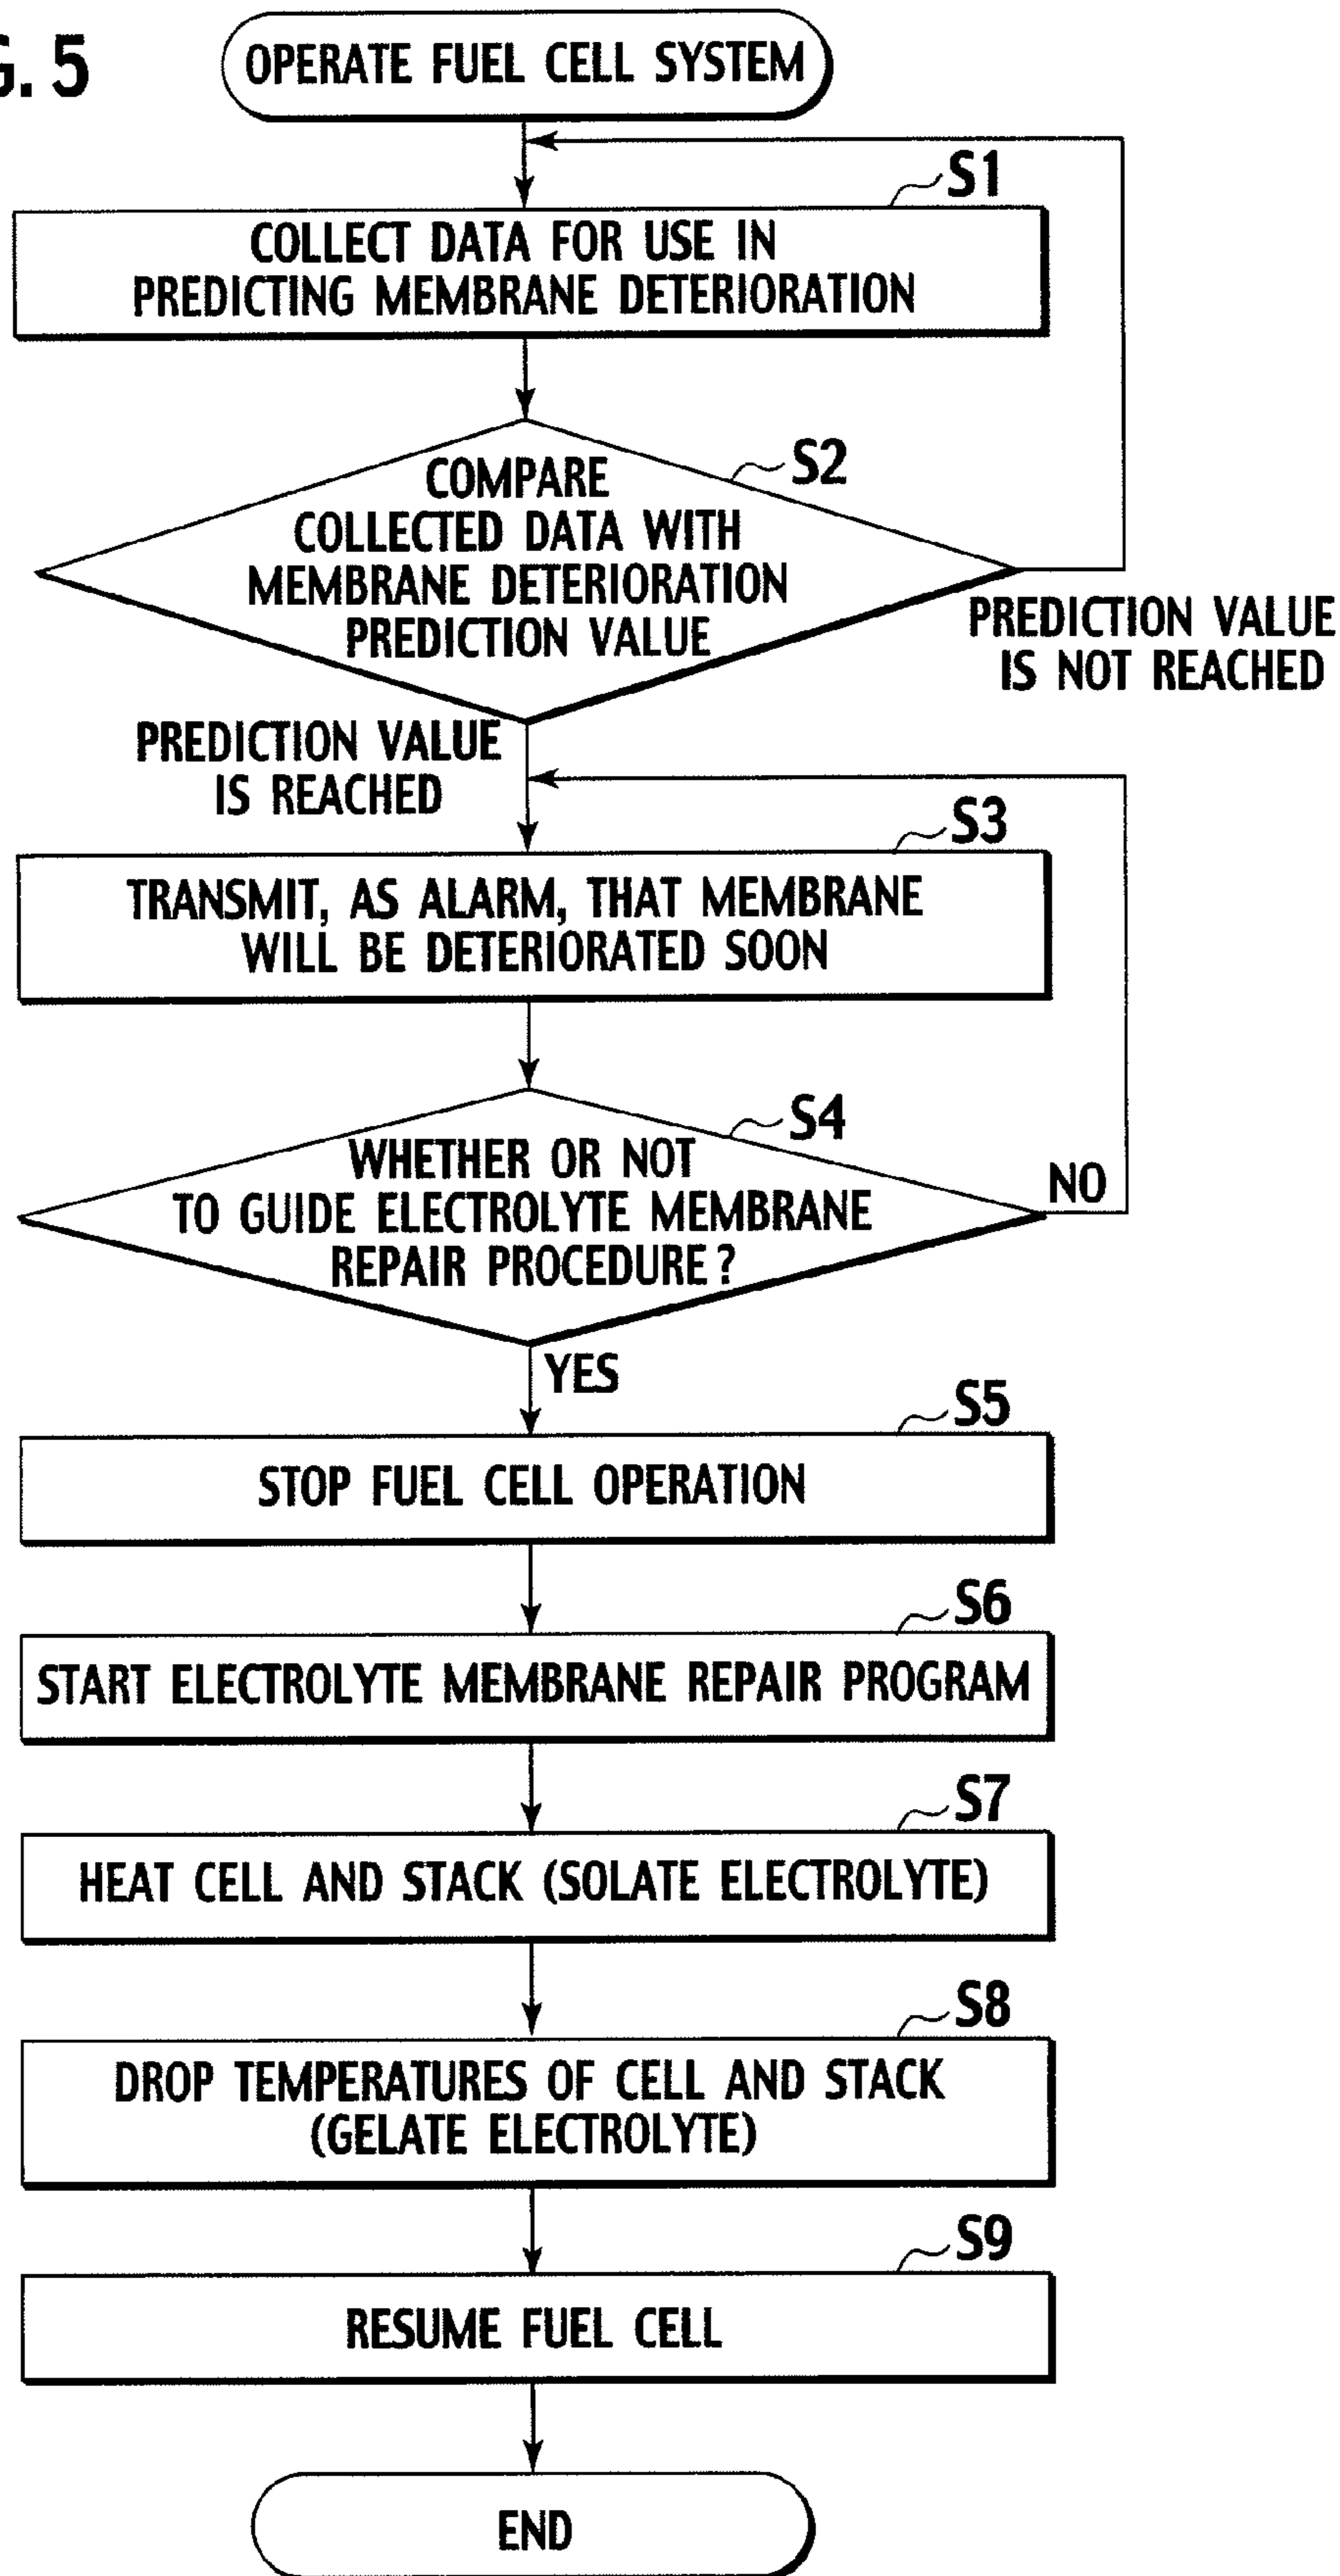 G. 5
OPERATE FUEL CELL SYSTEM
S1
COLLECT DATA FOR USE IN
PREDICTING MEMBRANE DETERIORATION
S2
COMPARE
COLLECTED DATA WITH
MEMBRANE DETERIORATION
PREDICTION VALUE
PREDICTION VALUE
IS NOT REACHED
PREDICTION VALUE
IS REACHED
S3
TRANSMIT, AS ALARM, THAT MEMBRANE
WILL BE DETERIORATED SOON
S4
WHETHER OR NOT
TO GUIDE ELECTROLYTE MEMBRANE
REPAIR PROCEDURE?
NO
YES
S5
STOP FUEL CELL OPERATION
S6
START ELECTROLYTE MEMBRANE REPAIR PROGRAM
S7
HEAT CELL AND STACK (SOLATE ELECTROLYTE)
S8
DROP TEMPERATURES OF CELL AND STACK
(GELATE ELECTROLYTE)
S9
RESUME FUEL CELL
END